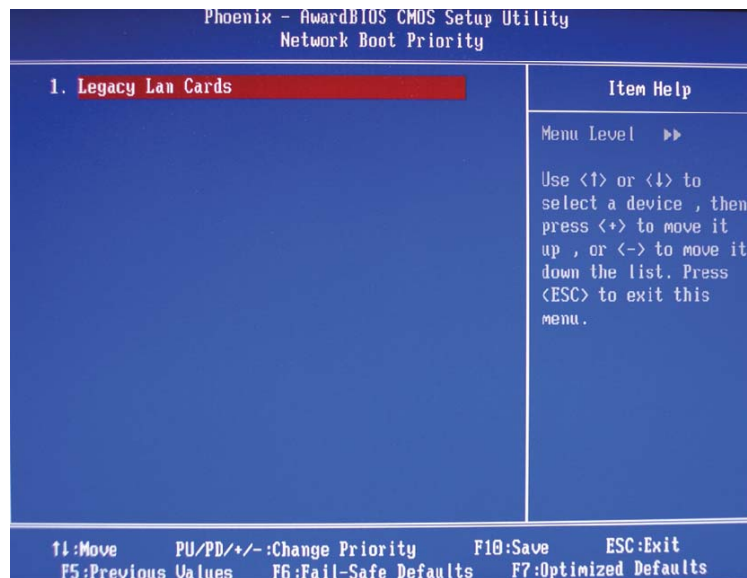 Phoenix - AwardBIOS CMOS Setup Utility
Network Boot Priority
1. Legacy Lan Cards
Item Help
Menu Level ▶▶
Use <↑> or <↓> to
select a device , then
press <+> to move it
up , or <-> to move it
down the list. Press
<ESC> to exit this
menu.
↑↓:Move PU/PD/+/-:Change Priority F10:Save ESC:Exit
F5:Previous Values F6:Fail-Safe Defaults F7:Optimized Defaults